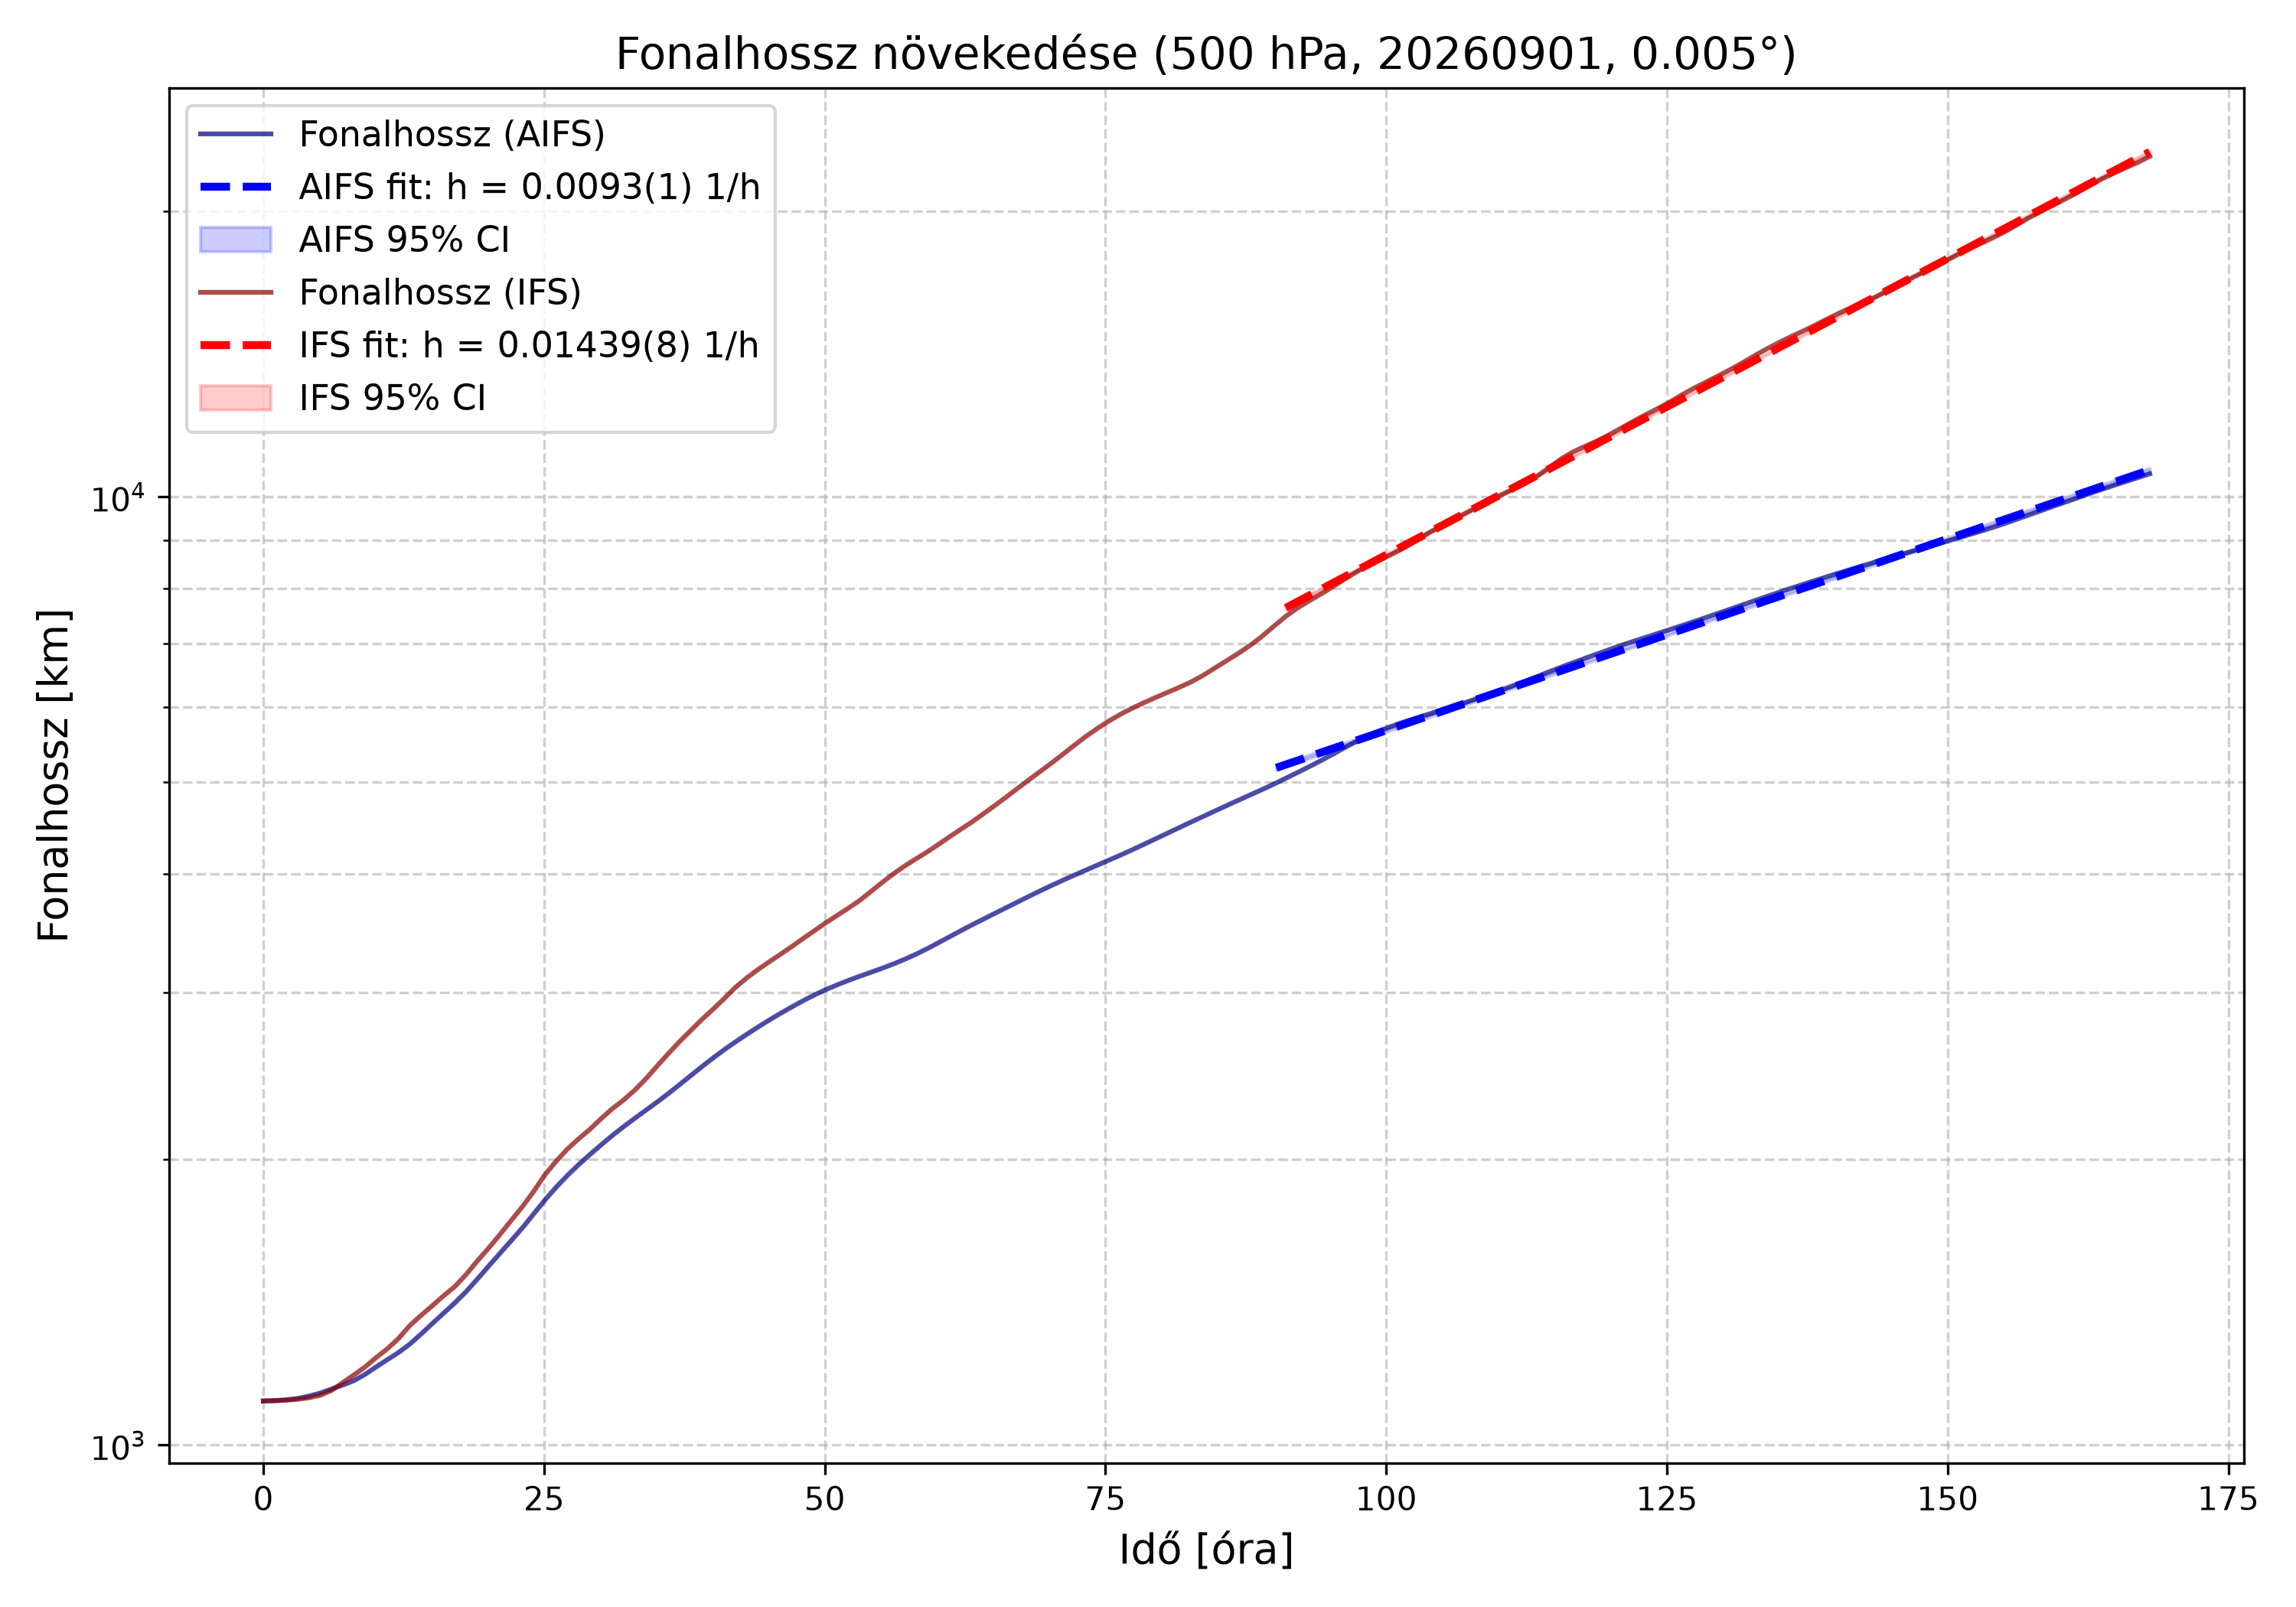 Fonalhossz növekedése (500 hPa, 20260901, 0.005°)
Fonalhossz (AIFS)
AIFS fit: h = 0.0093(1) 1/h
AIFS 95% CI
Fonalhossz (IFS)
IFS fit: h = 0.01439(8) 1/h
IFS 95% CI
Fonalhossz [km]
10⁴
10³
0 25 50 75 100 125 150 175
Idő [óra]